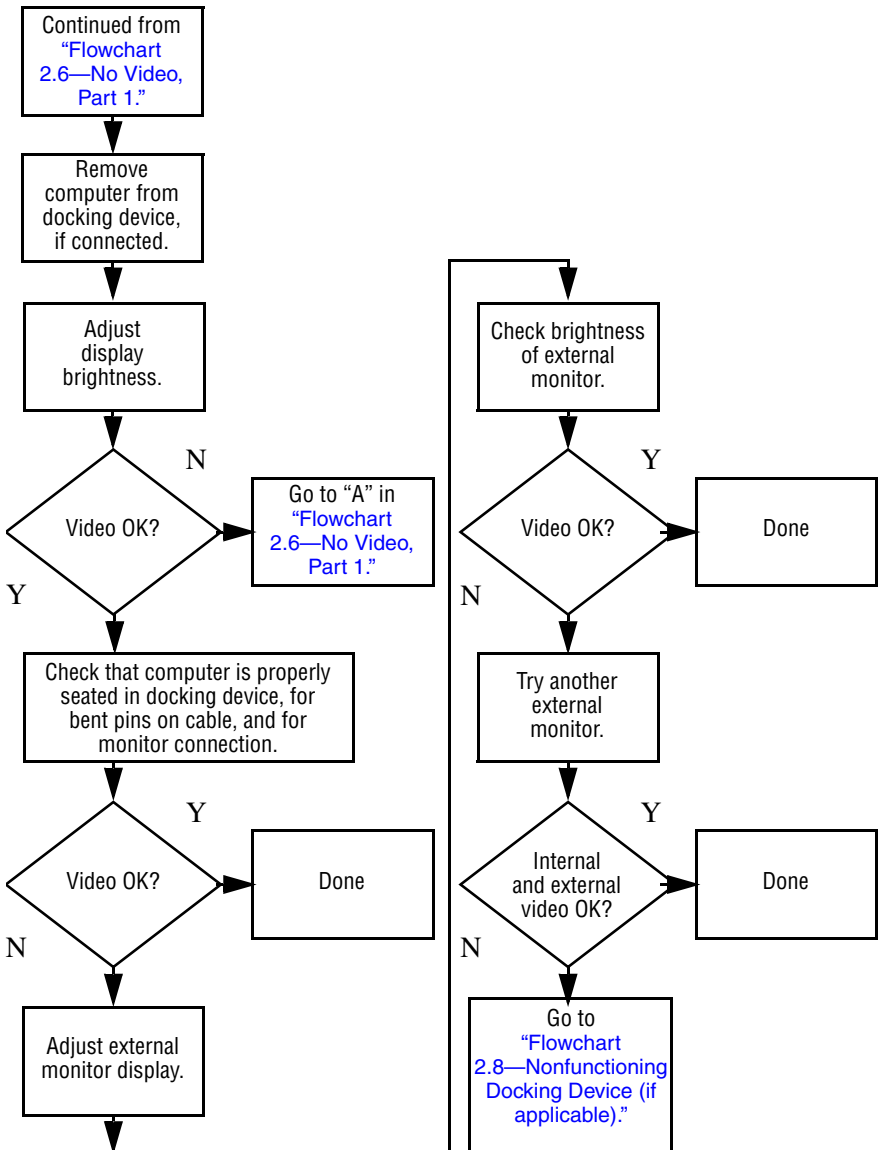 Continued from
“Flowchart
2.6—No Video,
Part 1.”
Remove
computer from
docking device,
if connected.
Adjust
display
brightness.
N
Video OK?
Go to “A” in
“Flowchart
2.6—No Video,
Part 1.”
Y
Check that computer is properly
seated in docking device, for
bent pins on cable, and for
monitor connection.
Y
Video OK?
Done
N
Adjust external
monitor display.
Check brightness
of external
monitor.
Y
Video OK?
Done
N
Try another
external
monitor.
Y
Internal
and external
video OK?
Done
N
Go to
“Flowchart
2.8—Nonfunctioning
Docking Device (if
applicable).”